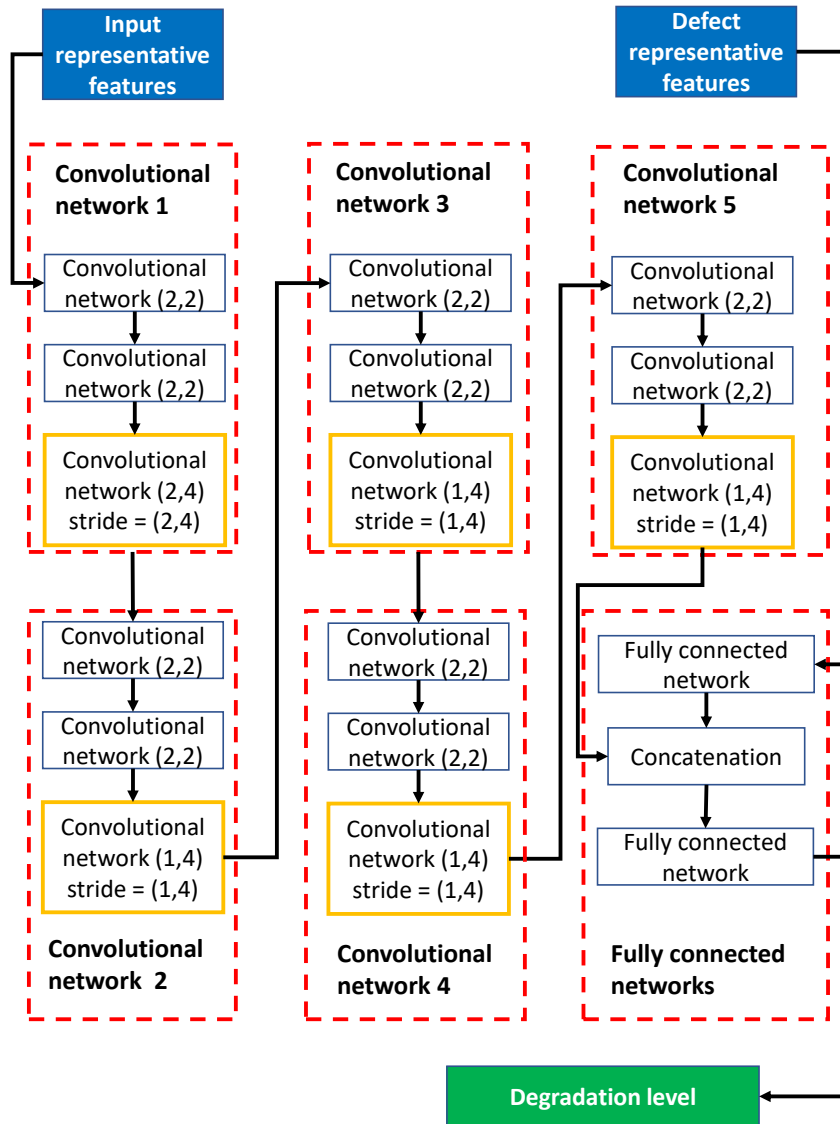 Input
representative
features
Defect
representative
features
Convolutional
network 1
Convolutional
network (2,2)
Convolutional
network (2,2)
Convolutional
network (2,4)
stride = (2,4)
Convolutional
network (2,2)
Convolutional
network (2,2)
Convolutional
network (1,4)
stride = (1,4)
Convolutional
network 2
Convolutional
network 3
Convolutional
network (2,2)
Convolutional
network (2,2)
Convolutional
network (1,4)
stride = (1,4)
Convolutional
network (2,2)
Convolutional
network (2,2)
Convolutional
network (1,4)
stride = (1,4)
Convolutional
network 4
Convolutional
network 5
Convolutional
network (2,2)
Convolutional
network (2,2)
Convolutional
network (1,4)
stride = (1,4)
Fully connected
network
Concatenation
Fully connected
network
Fully connected
networks
Degradation level